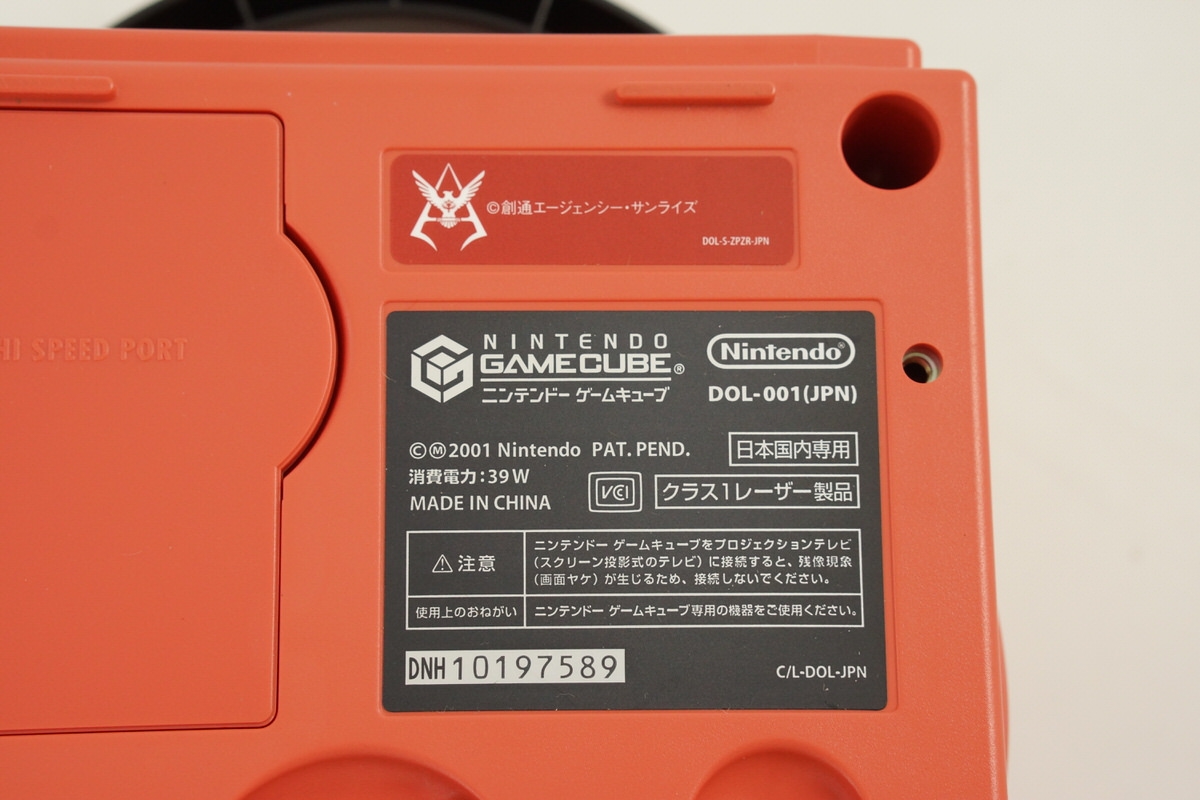 ©創通エージェンシー・サンライズ
DOL-S-ZPZR-JPN
HI SPEED PORT
NINTENDO
GAMECUBE®
ニンテンドー ゲームキューブ
Nintendo®
DOL-001(JPN)
©Ⓜ2001 Nintendo PAT. PEND.
日本国内専用
消費電力:39W
MADE IN CHINA
VCI
クラス1レーザー製品
⚠注意
ニンテンドー ゲームキューブをプロジェクションテレビ
(スクリーン投影式のテレビ)に接続すると、残像現象
(画面ヤケ)が生じるため、接続しないでください。
使用上のおねがい
ニンテンドー ゲームキューブ専用の機器をご使用ください。
DNH10197589
C/L-DOL-JPN